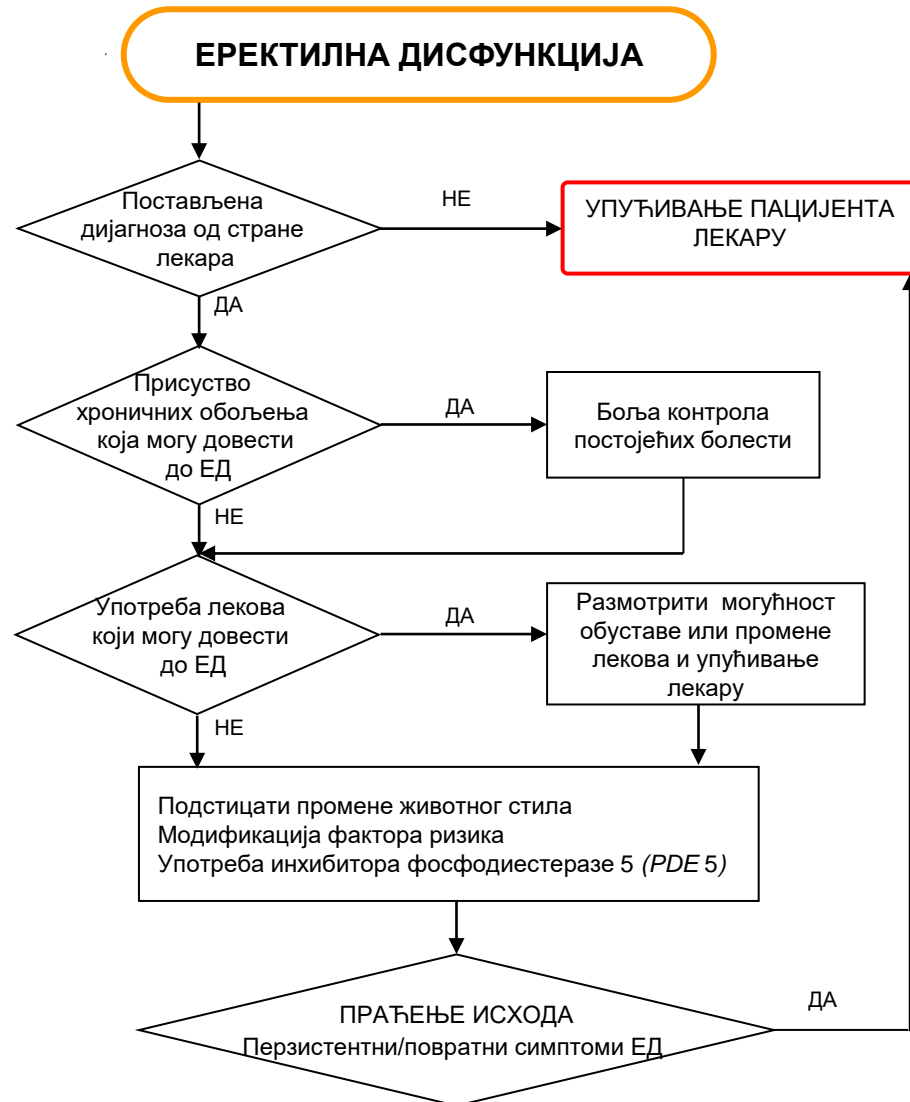 ЕРЕКТИЛНА ДИСФУНКЦИЈА
Постављена
дијагноза од стране
лекара
НЕ
УПУЋИВАЊЕ ПАЦИЈЕНТА
ЛЕКАРУ
ДА
Присуство
хроничних обољења
која могу довести
до ЕД
ДА
Боља контрола
постојећих болести
НЕ
Употреба лекова
који могу довести
до ЕД
ДА
Размотрити могућност
обуставе или промене
лекова и упућивање
лекару
НЕ
Подстицати промене животног стила
Модификација фактора ризика
Употреба инхибитора фосфодиестеразе 5 (PDE 5)
ПРАЋЕЊЕ ИСХОДА
Перзистентни/повратни симптоми ЕД
ДА